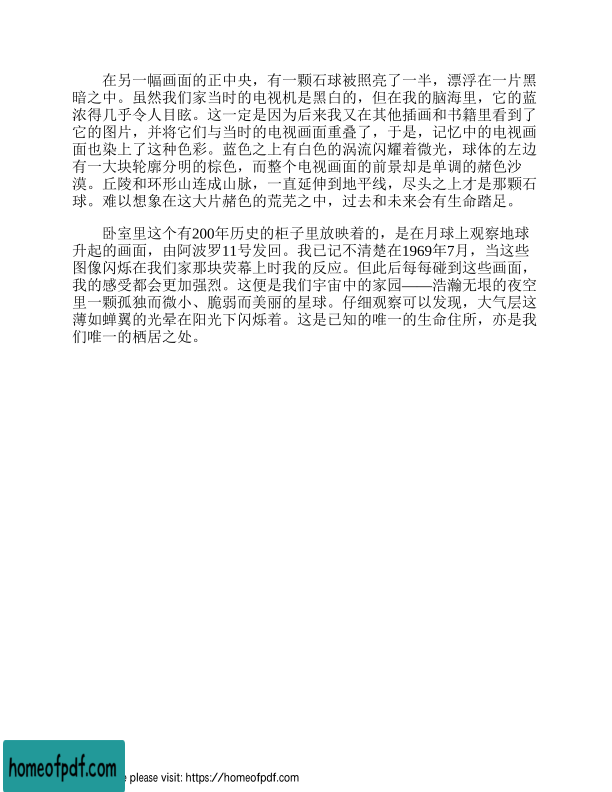 在另一幅画面的正中央，有一颗石球被照亮了一半，漂浮在一片黑
暗之中。虽然我们家当时的电视机是黑白的，但在我的脑海里，它的蓝
浓得几乎令人目眩。这一定是因为后来我又在其他插画和书籍里看到了
它的图片，并将它们与当时的电视画面重叠了，于是，记忆中的电视画
面也染上了这种色彩。蓝色之上有白色的涡流闪耀着微光，球体的左边
有一大块轮廓分明的棕色，而整个电视画面的前景却是单调的赭色沙
漠。丘陵和环形山连成山脉，一直延伸到地平线，尽头之上才是那颗石
球。难以想象在这大片赭色的荒芜之中，过去和未来会有生命踏足。
卧室里这个有200年历史的柜子里放映着的，是在月球上观察地球
升起的画面，由阿波罗11号发回。我已记不清楚在1969年7月，当这些
图像闪烁在我们家那块荧幕上时我的反应。但此后每每碰到这些画面，
我的感受都会更加强烈。这便是我们宇宙中的家园——浩瀚无垠的夜空
里一颗孤独而微小、脆弱而美丽的星球。仔细观察可以发现，大气层这
薄如蝉翼的光晕在阳光下闪烁着。这是已知的唯一的生命住所，亦是我
们唯一的栖居之处。
homeofpdf.com
please visit: https://homeofpdf.com